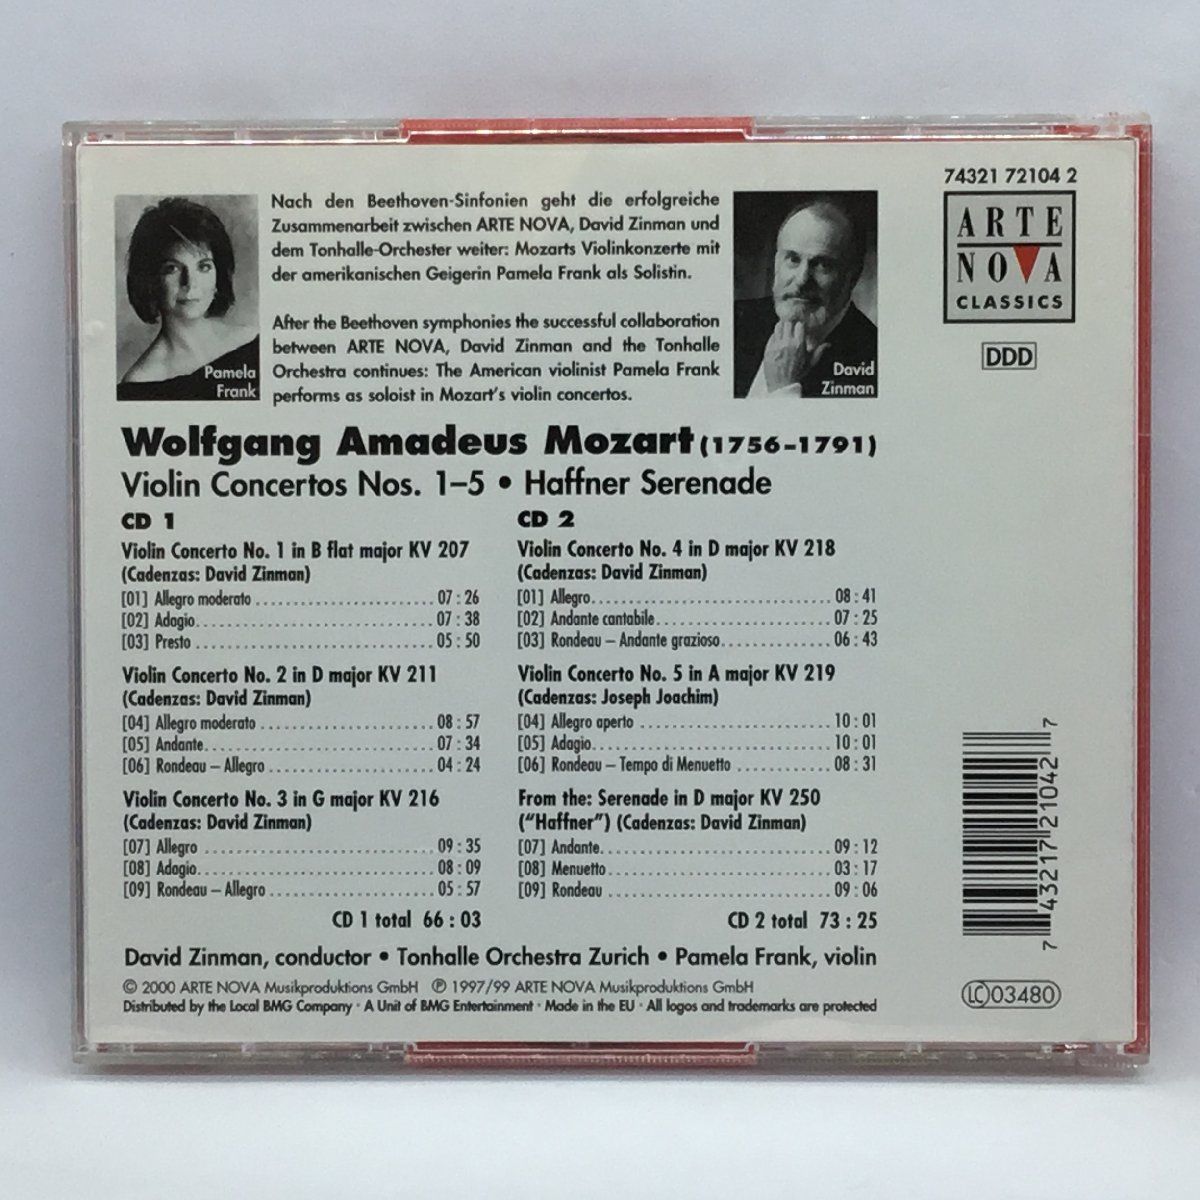 74321 72104 2
ARTE
NOVA
CLASSICS
DDD
Nach den Beethoven-Sinfonien geht die erfolgreiche
Zusammenarbeit zwischen ARTE NOVA, David Zinman und
dem Tonhalle-Orchester weiter: Mozarts Violinkonzerte mit
der amerikanischen Geigerin Pamela Frank als Solistin.
After the Beethoven symphonies the successful collaboration
between ARTE NOVA, David Zinman and the Tonhalle
Orchestra continues: The American violinist Pamela Frank
performs as soloist in Mozart's violin concertos.
Pamela
Frank
David
Zinman
Wolfgang Amadeus Mozart (1756–1791)
Violin Concertos Nos. 1–5 • Haffner Serenade
CD 1
Violin Concerto No. 1 in B flat major KV 207
(Cadenzas: David Zinman)
[01] Allegro moderato 07 : 26
[02] Adagio 07 : 38
[03] Presto 05 : 50
Violin Concerto No. 2 in D major KV 211
(Cadenzas: David Zinman)
[04] Allegro moderato 08 : 57
[05] Andante 07 : 34
[06] Rondeau – Allegro 04 : 24
Violin Concerto No. 3 in G major KV 216
(Cadenzas: David Zinman)
[07] Allegro 09 : 35
[08] Adagio 08 : 09
[09] Rondeau – Allegro 05 : 57
CD 1 total 66 : 03
CD 2
Violin Concerto No. 4 in D major KV 218
(Cadenzas: David Zinman)
[01] Allegro 08 : 41
[02] Andante cantabile 07 : 25
[03] Rondeau – Andante grazioso 06 : 43
Violin Concerto No. 5 in A major KV 219
(Cadenzas: Joseph Joachim)
[04] Allegro aperto 10 : 01
[05] Adagio 10 : 01
[06] Rondeau – Tempo di Menuetto 08 : 31
From the: Serenade in D major KV 250
("Haffner") (Cadenzas: David Zinman)
[07] Andante 09 : 12
[08] Menuetto 03 : 17
[09] Rondeau 09 : 06
CD 2 total 73 : 25
David Zinman, conductor • Tonhalle Orchestra Zurich • Pamela Frank, violin
© 2000 ARTE NOVA Musikproduktions GmbH ℗ 1997/99 ARTE NOVA Musikproduktions GmbH
Distributed by the Local BMG Company · A Unit of BMG Entertainment · Made in the EU · All logos and trademarks are protected
7 43217 21042 7
LC 03480